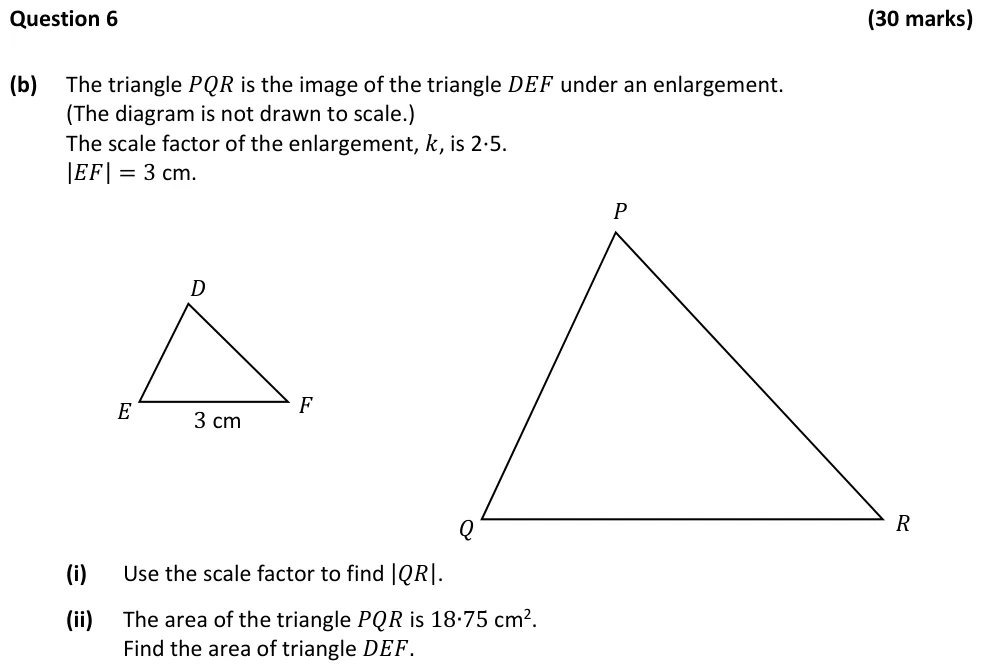 Question 6 (30 marks)
(b) The triangle PQR is the image of the triangle DEF under an enlargement.
(The diagram is not drawn to scale.)
The scale factor of the enlargement, k, is 2·5.
|EF| = 3 cm.
P
D
E
F
3 cm
Q
R
(i) Use the scale factor to find |QR|.
(ii) The area of the triangle PQR is 18·75 cm².
Find the area of triangle DEF.